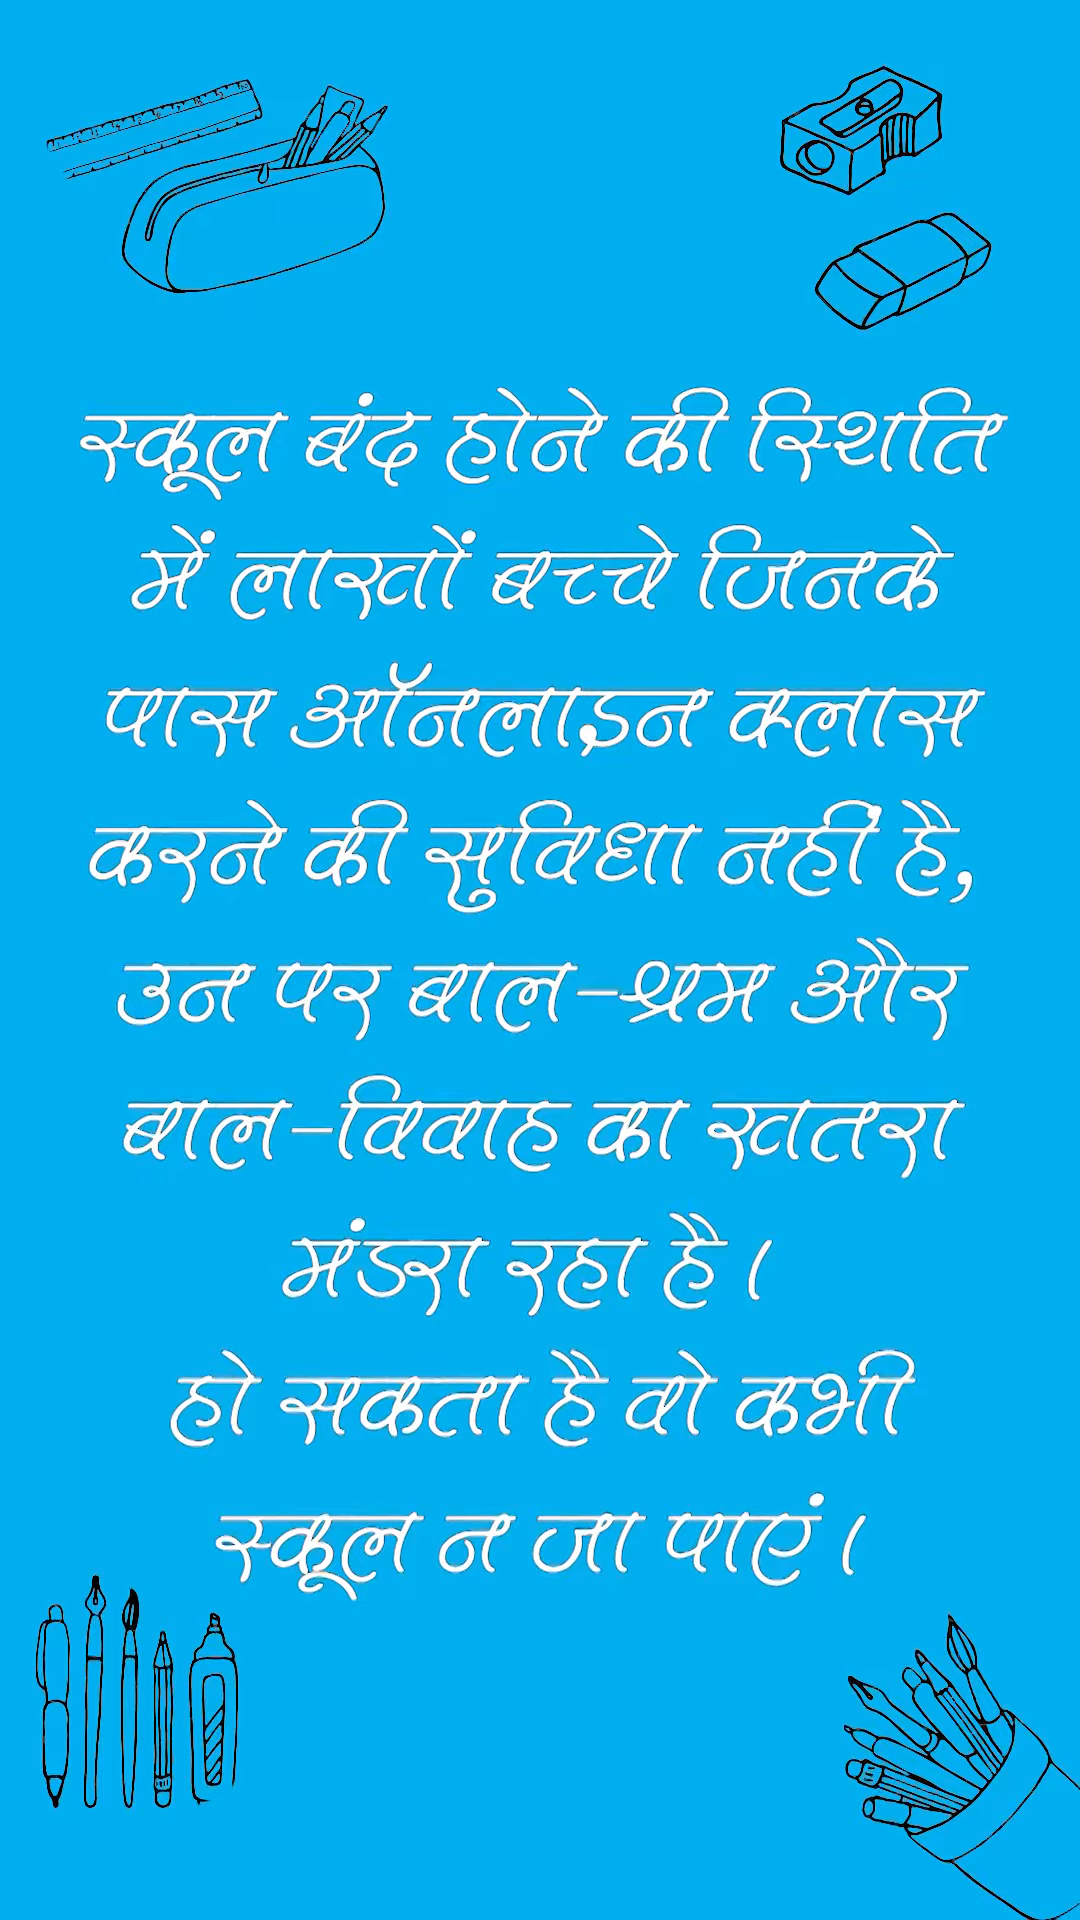 स्कूल बंद होने की स्थिति
में लाखों बच्चे जिनके
पास ऑनलाइन क्लास
करने की सुविधा नहीं है,
उन पर बाल-श्रम और
बाल-विवाह का खतरा
मंडरा रहा है।
हो सकता है वो कभी
स्कूल न जा पाएं।